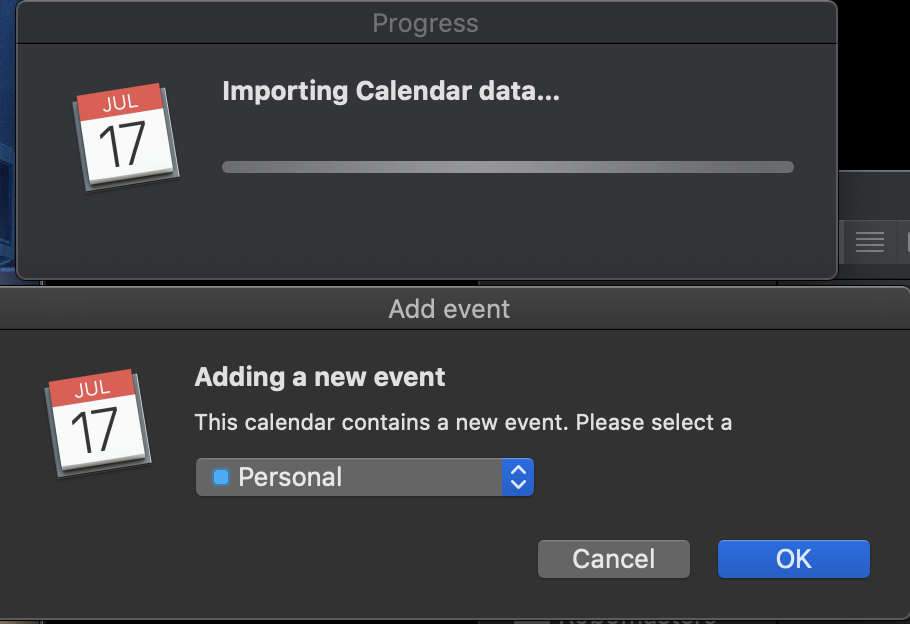 Progress
JUL
17
Importing Calendar data...
Add event
JUL
17
Adding a new event
This calendar contains a new event. Please select a
Personal
Cancel
OK